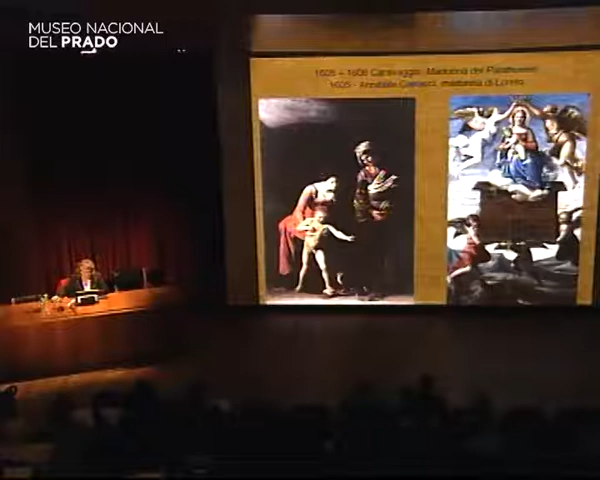 MUSEO NACIONAL
DEL PRADO
1605 - 1606 Caravaggio, Madonna dei Palafrenieri
1605 - Annibale Carracci, madonna di Loreto